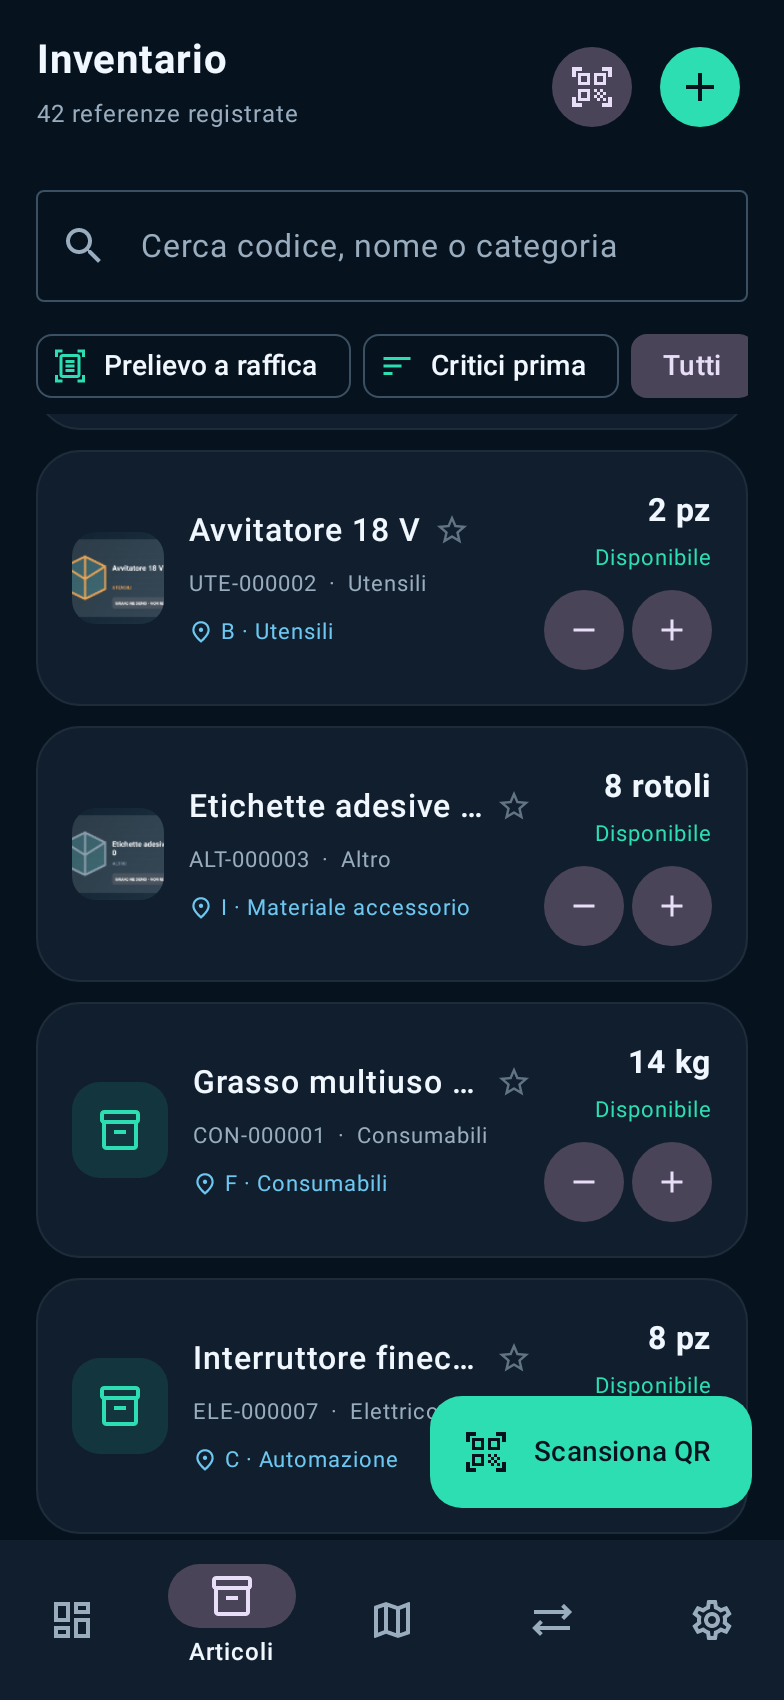 Inventario
42 referenze registrate
Cerca codice, nome o categoria
Prelievo a raffica
Critici prima
Tutti
Avvitatore 18 V
2 pz
Disponibile
UTE-000002 · Utensili
B · Utensili
Avvitatore 18 V
Etichette adesive …
8 rotoli
Disponibile
ALT-000003 · Altro
I · Materiale accessorio
Grasso multiuso …
14 kg
Disponibile
CON-000001 · Consumabili
F · Consumabili
Interruttore finec…
8 pz
Disponibile
ELE-000007 · Elettrico
C · Automazione
Scansiona QR
Articoli